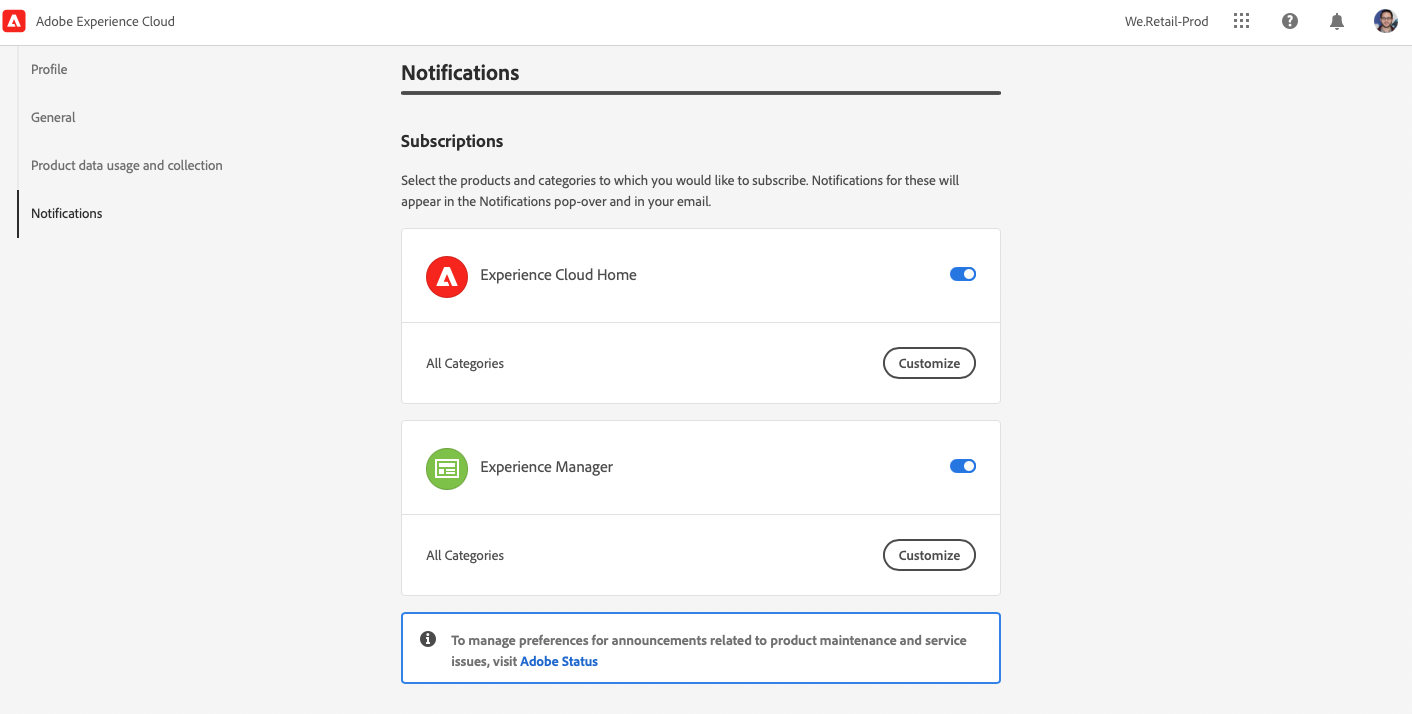 Adobe Experience Cloud
We.Retail-Prod
Profile
General
Product data usage and collection
Notifications
Notifications
Subscriptions
Select the products and categories to which you would like to subscribe. Notifications for these will
appear in the Notifications pop-over and in your email.
Experience Cloud Home
All Categories
Customize
Experience Manager
All Categories
Customize
To manage preferences for announcements related to product maintenance and service
issues, visit Adobe Status